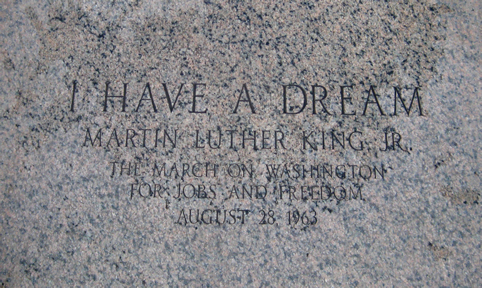 I HAVE A DREAM
MARTIN LUTHER KING, JR.
THE MARCH ON WASHINGTON
FOR JOBS AND FREEDOM
AUGUST 28, 1963